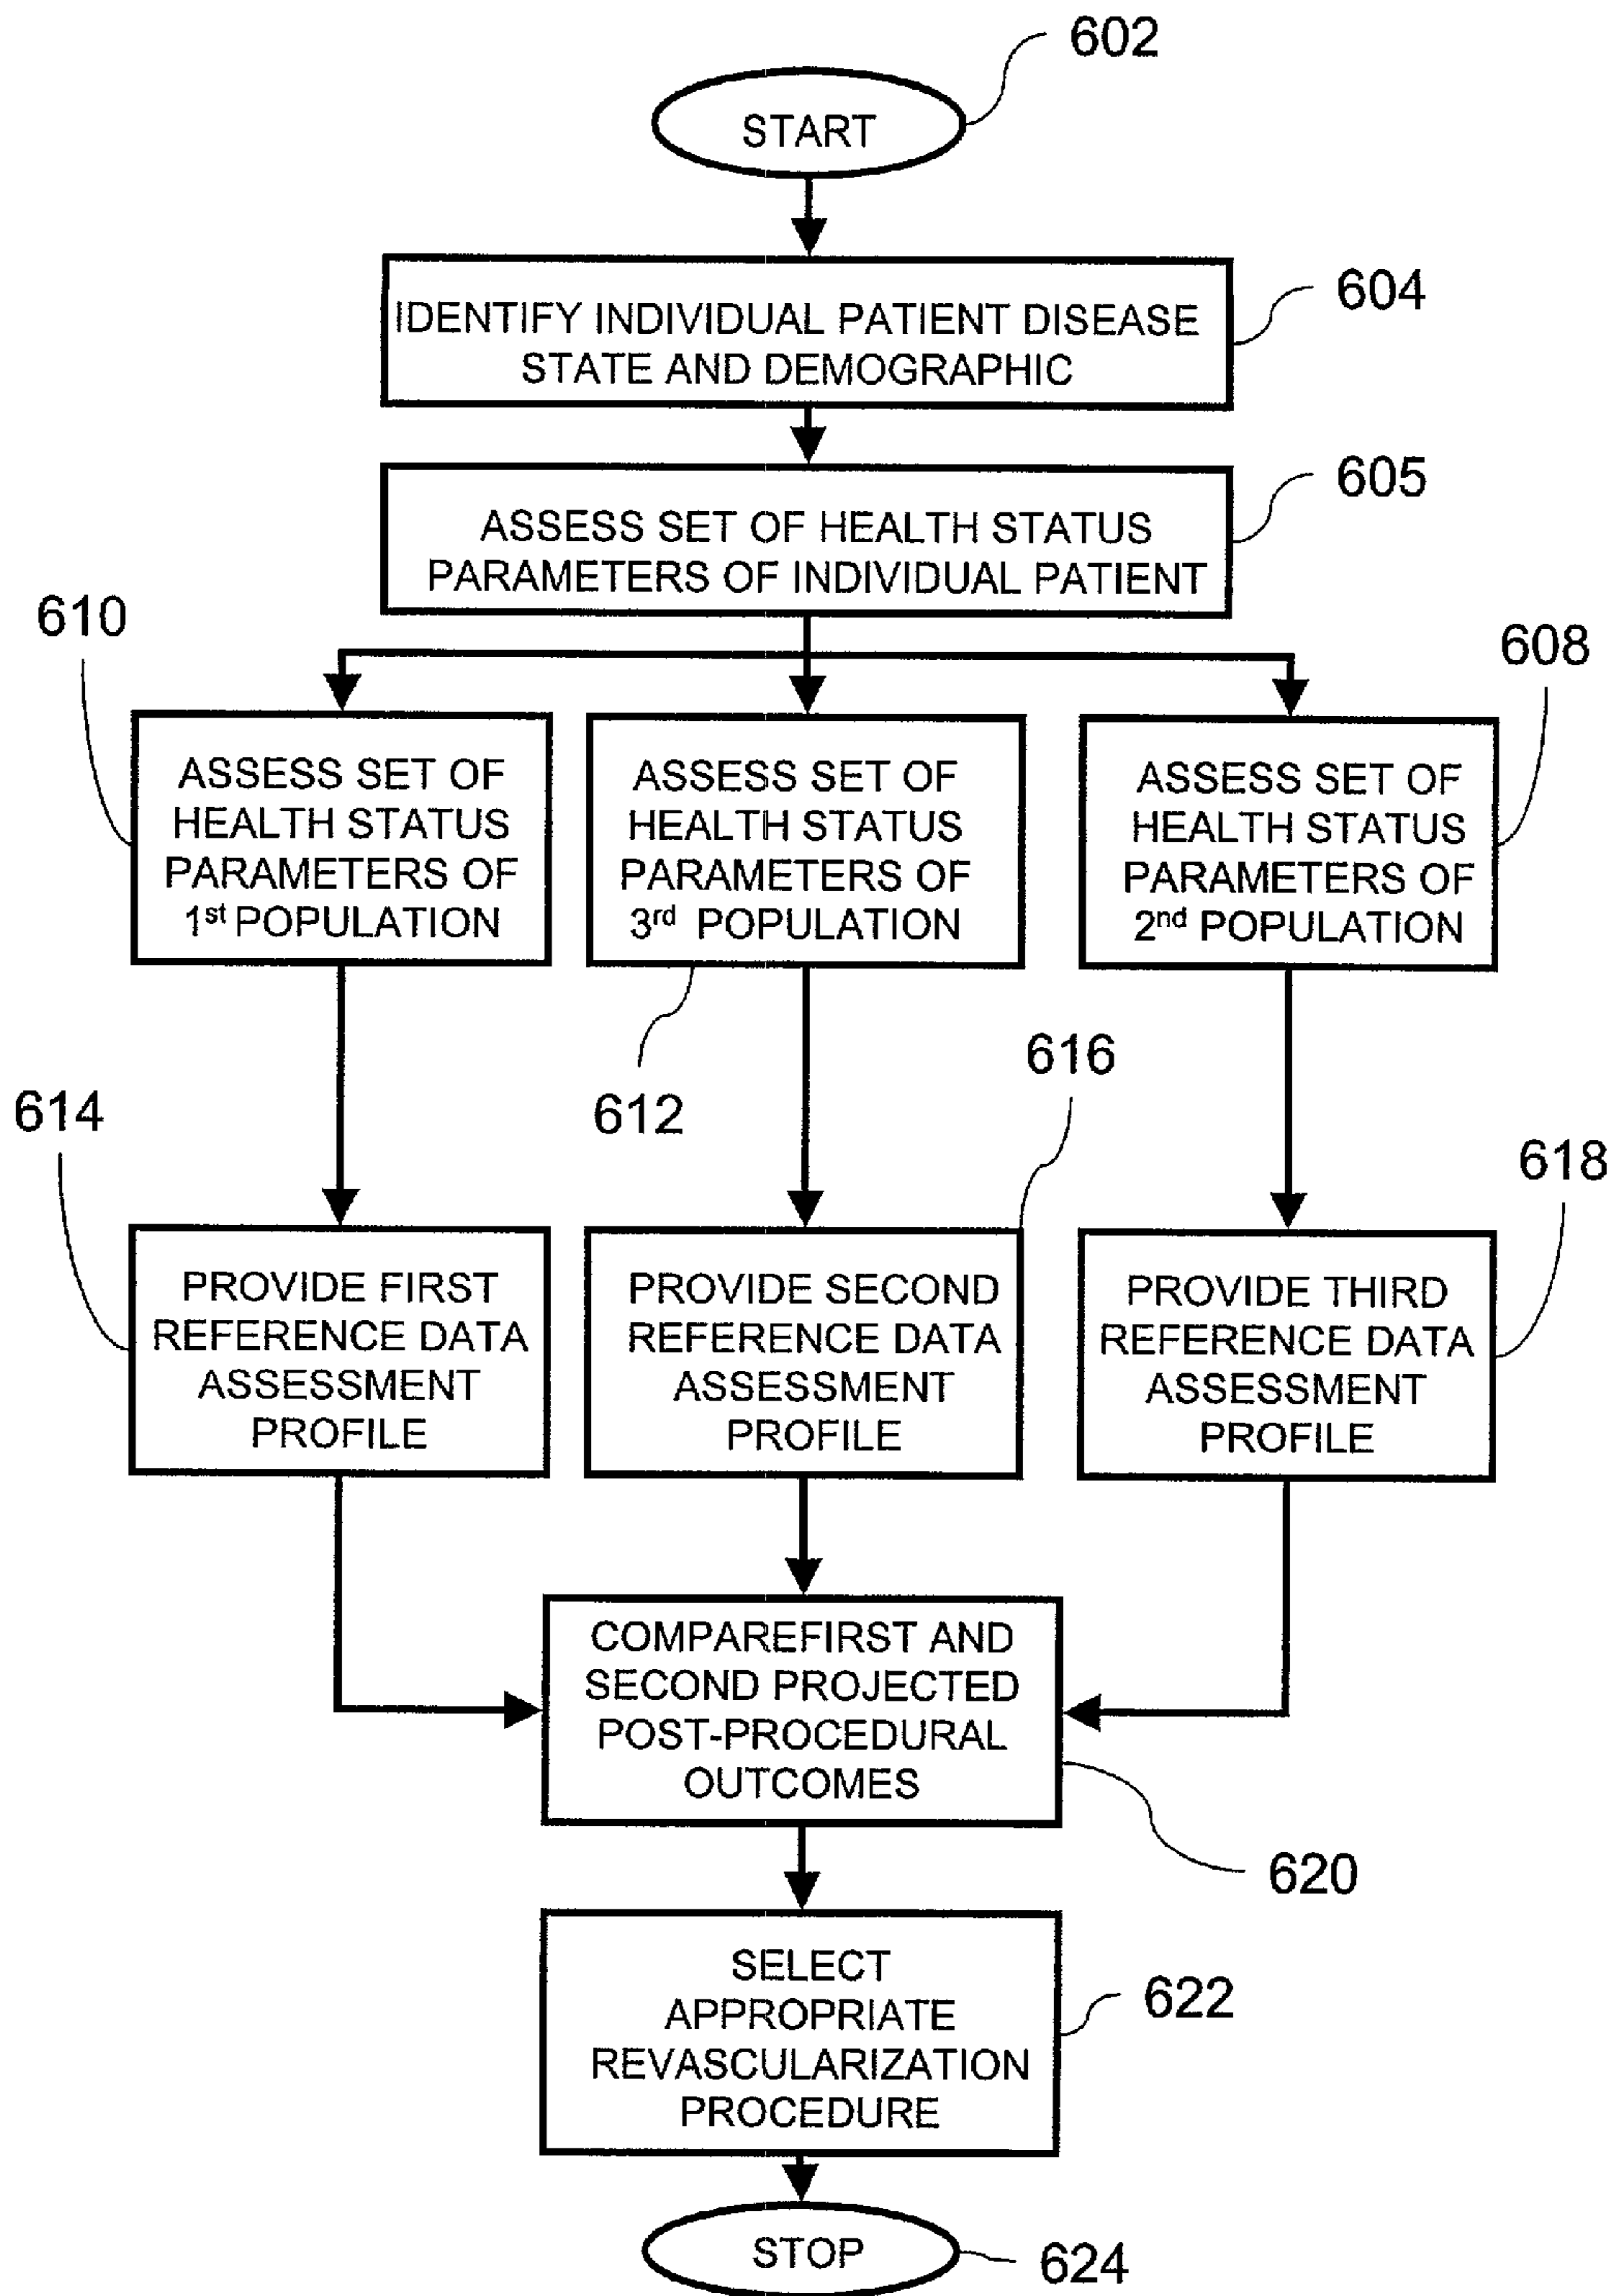 602
START
IDENTIFY INDIVIDUAL PATIENT DISEASE
STATE AND DEMOGRAPHIC
604
ASSESS SET OF HEALTH STATUS
PARAMETERS OF INDIVIDUAL PATIENT
605
610
ASSESS SET OF
HEALTH STATUS
PARAMETERS OF
1st POPULATION
ASSESS SET OF
HEALTH STATUS
PARAMETERS OF
3rd POPULATION
612
608
ASSESS SET OF
HEALTH STATUS
PARAMETERS OF
2nd POPULATION
614
PROVIDE FIRST
REFERENCE DATA
ASSESSMENT
PROFILE
616
PROVIDE SECOND
REFERENCE DATA
ASSESSMENT
PROFILE
618
PROVIDE THIRD
REFERENCE DATA
ASSESSMENT
PROFILE
COMPAREFIRST AND
SECOND PROJECTED
POST-PROCEDURAL
OUTCOMES
620
SELECT
APPROPRIATE
REVASCULARIZATION
PROCEDURE
622
STOP
624